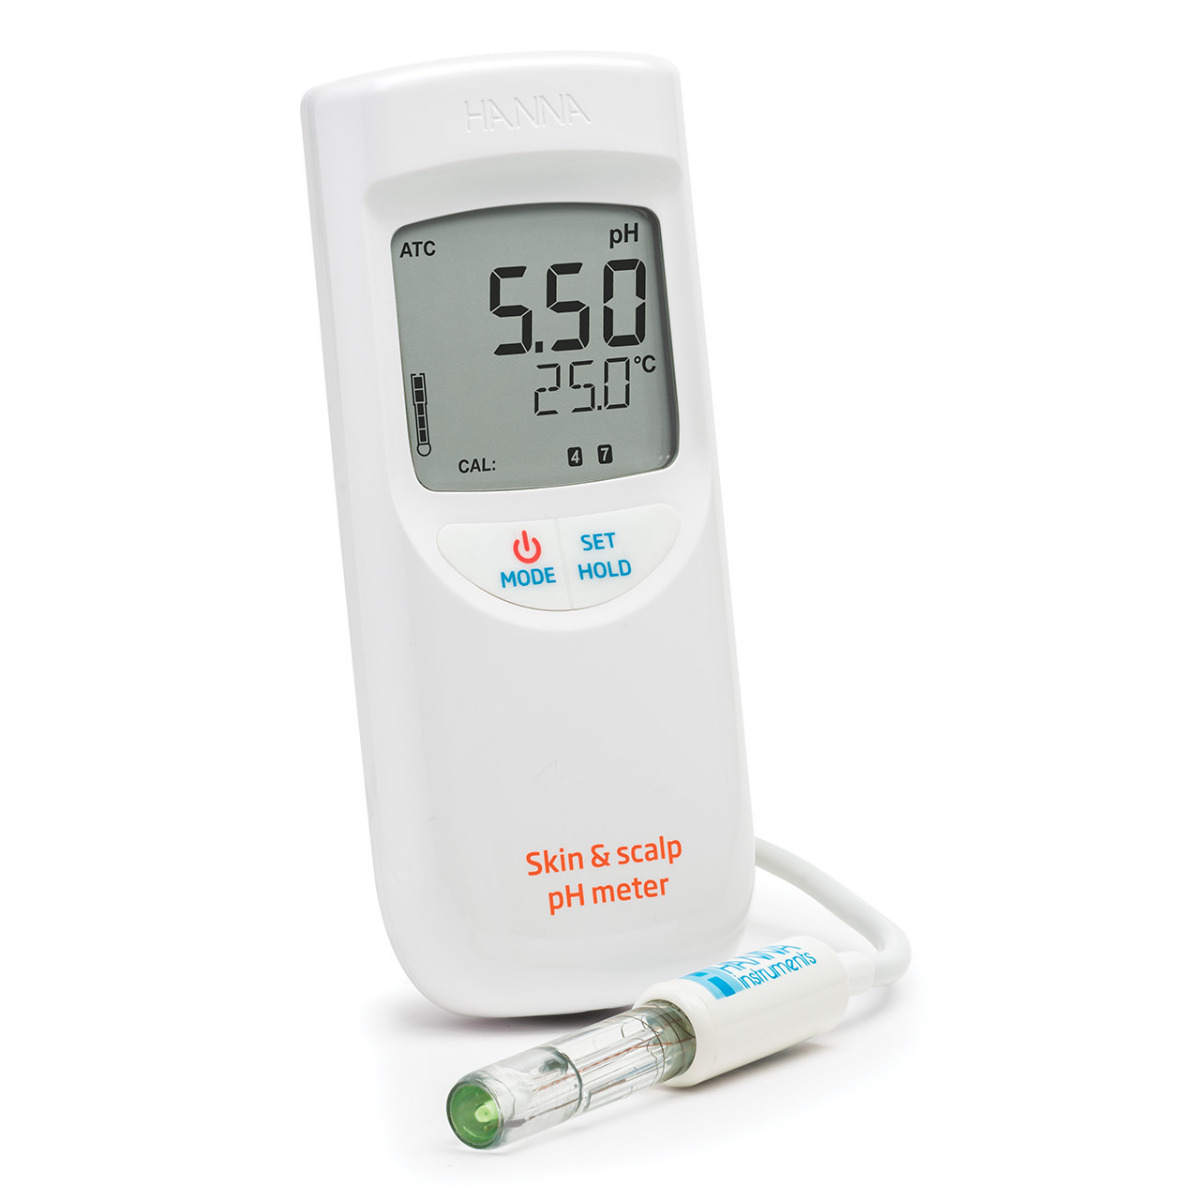 HANNA
ATC pH
5.50
25.0 °C
CAL: 4 7
MODE
SET
HOLD
Skin & scalp
pH meter
HANNA
instruments